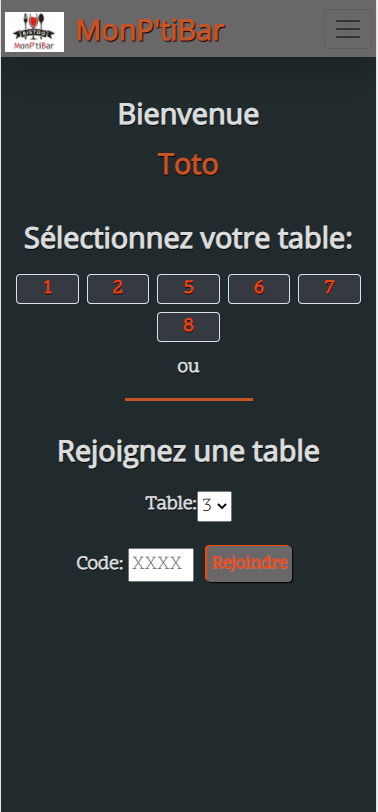 BISTRO
MonP'tiBar
MonP'tiBar
Bienvenue
Toto
Sélectionnez votre table:
1 2 5 6 7
8
ou
Rejoignez une table
Table: 3
Code: XXXX Rejoindre